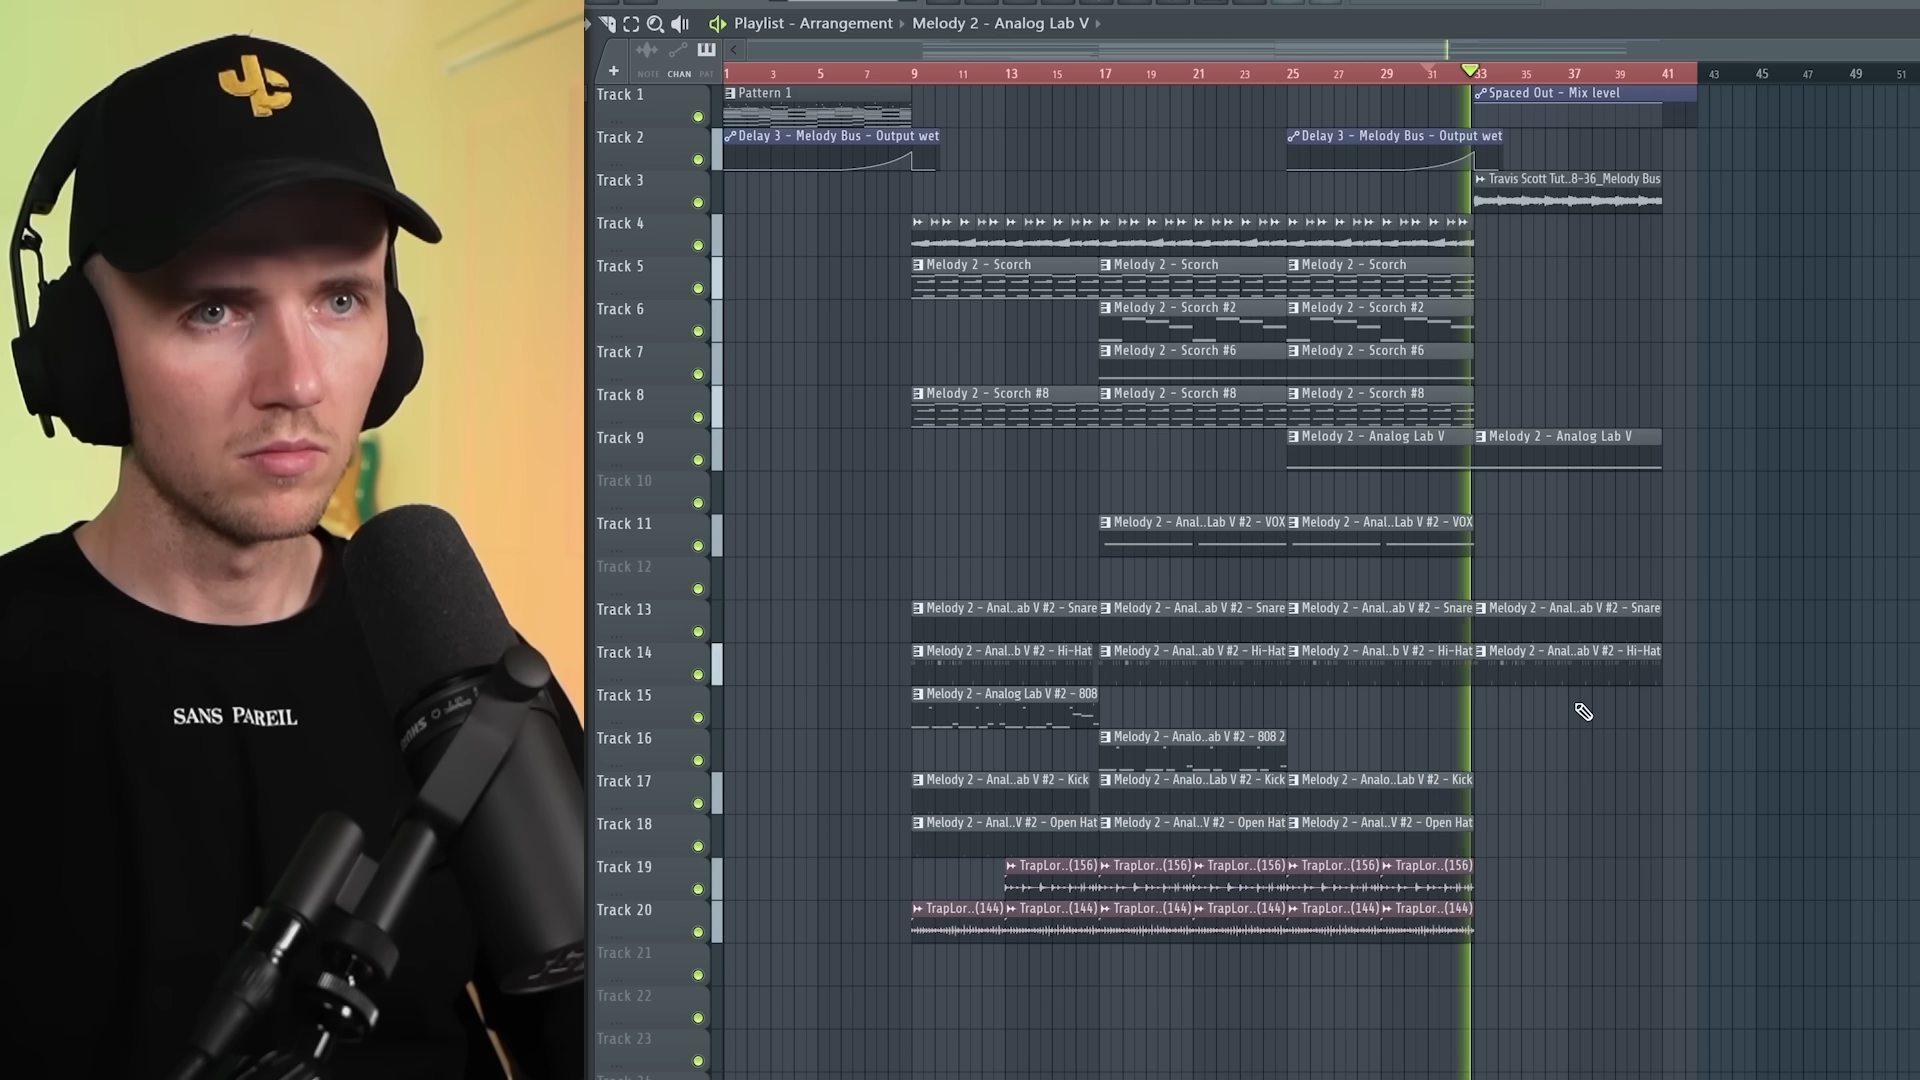 Playlist - Arrangement › Melody 2 - Analog Lab V ›
NOTE CHAN PAT
1 3 5 7 9 11 13 15 17 19 21 23 25 27 29 31 33 35 37 39 41 43 45 47 49 51
Track 1
Pattern 1
Spaced Out - Mix level
Track 2
Delay 3 - Melody Bus - Output wet
Delay 3 - Melody Bus - Output wet
Track 3
Travis Scott Tut..8-36_Melody Bus
Track 4
Track 5
Melody 2 - Scorch
Melody 2 - Scorch
Melody 2 - Scorch
Track 6
Melody 2 - Scorch #2
Melody 2 - Scorch #2
Track 7
Melody 2 - Scorch #6
Melody 2 - Scorch #6
Track 8
Melody 2 - Scorch #8
Melody 2 - Scorch #8
Melody 2 - Scorch #8
Track 9
Melody 2 - Analog Lab V
Melody 2 - Analog Lab V
Track 10
Track 11
Melody 2 - Anal..Lab V #2 - VOX
Melody 2 - Anal..Lab V #2 - VOX
Track 12
Track 13
Melody 2 - Anal..ab V #2 - Snare
Melody 2 - Anal..ab V #2 - Snare
Melody 2 - Anal..ab V #2 - Snare
Melody 2 - Anal..ab V #2 - Snare
Track 14
Melody 2 - Anal..b V #2 - Hi-Hat
Melody 2 - Anal..ab V #2 - Hi-Hat
Melody 2 - Anal..b V #2 - Hi-Hat
Melody 2 - Anal..ab V #2 - Hi-Hat
Track 15
Melody 2 - Analog Lab V #2 - 808
Track 16
Melody 2 - Analo..ab V #2 - 808 2
Track 17
Melody 2 - Anal..ab V #2 - Kick
Melody 2 - Analo..Lab V #2 - Kick
Melody 2 - Analo..Lab V #2 - Kick
Track 18
Melody 2 - Anal..V #2 - Open Hat
Melody 2 - Anal..ab V #2 - Open Hat
Melody 2 - Anal..V #2 - Open Hat
Track 19
TrapLor..(156)
TrapLor..(156)
TrapLor..(156)
TrapLor..(156)
TrapLor..(156)
Track 20
TrapLor..(144)
TrapLor..(144)
TrapLor..(144)
TrapLor..(144)
TrapLor..(144)
TrapLor..(144)
Track 21
Track 22
Track 23
SANS PAREIL
SHURE